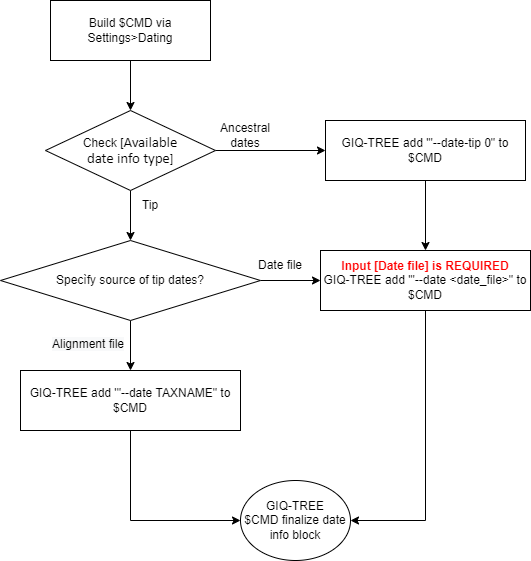 Build $CMD via
Settings>Dating
Check [Available
date info type]
Ancestral
dates
GIQ-TREE add "'--date-tip 0" to
$CMD
Tip
Specify source of tip dates?
Date file
Input [Date file] is REQUIRED
GIQ-TREE add "'--date <date_file>" to
$CMD
Alignment file
GIQ-TREE add "'--date TAXNAME" to
$CMD
GIQ-TREE
$CMD finalize date
info block